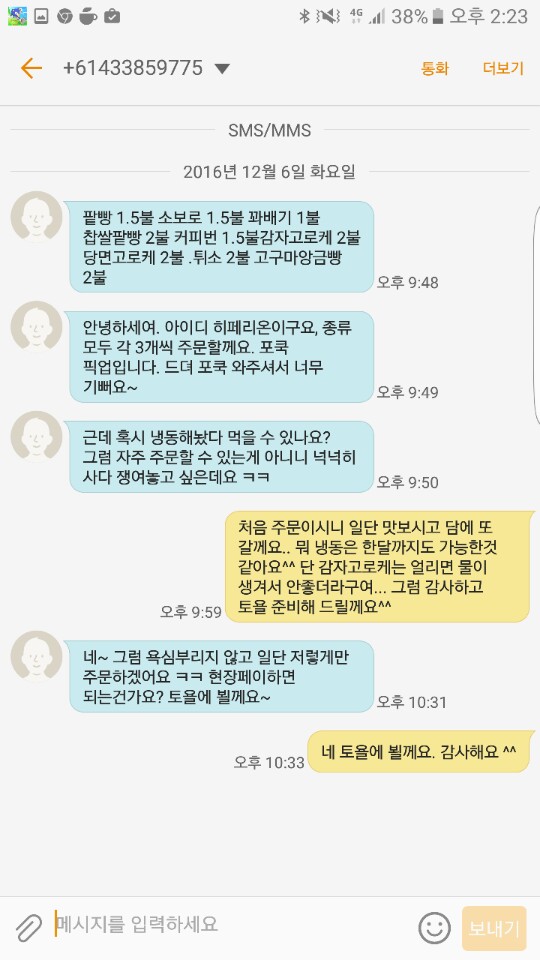 4G 38% 오후 2:23
+61433859775 통화 더보기
SMS/MMS
2016년 12월 6일 화요일
팥빵 1.5불 소보로 1.5불 꽈배기 1불
찹쌀팥빵 2불 커피번 1.5불감자고로케 2불
당면고로케 2불 .튀소 2불 고구마앙금빵
2불
오후 9:48
안녕하세여. 아이디 히페리온이구요, 종류
모두 각 3개씩 주문할께요. 포쿡
픽업입니다. 드뎌 포쿡 와주셔서 너무
기뻐요~
오후 9:49
근데 혹시 냉동해놨다 먹을 수 있나요?
그럼 자주 주문할 수 있는게 아니니 넉넉히
사다 쟁여놓고 싶은데요 ㅋㅋ
오후 9:50
처음 주문이시니 일단 맛보시고 담에 또
갈께요.. 뭐 냉동은 한달까지도 가능한것
같아요^^ 단 감자고로케는 얼리면 물이
생겨서 안좋더라구여... 그럼 감사하고
토욜 준비해 드릴께요^^
오후 9:59
네~ 그럼 욕심부리지 않고 일단 저렇게만
주문하겠어요 ㅋㅋ 현장페이하면
되는건가요? 토욜에 뵐께요~
오후 10:31
네 토욜에 뵐께요. 감사해요 ^^
오후 10:33
메시지를 입력하세요
보내기